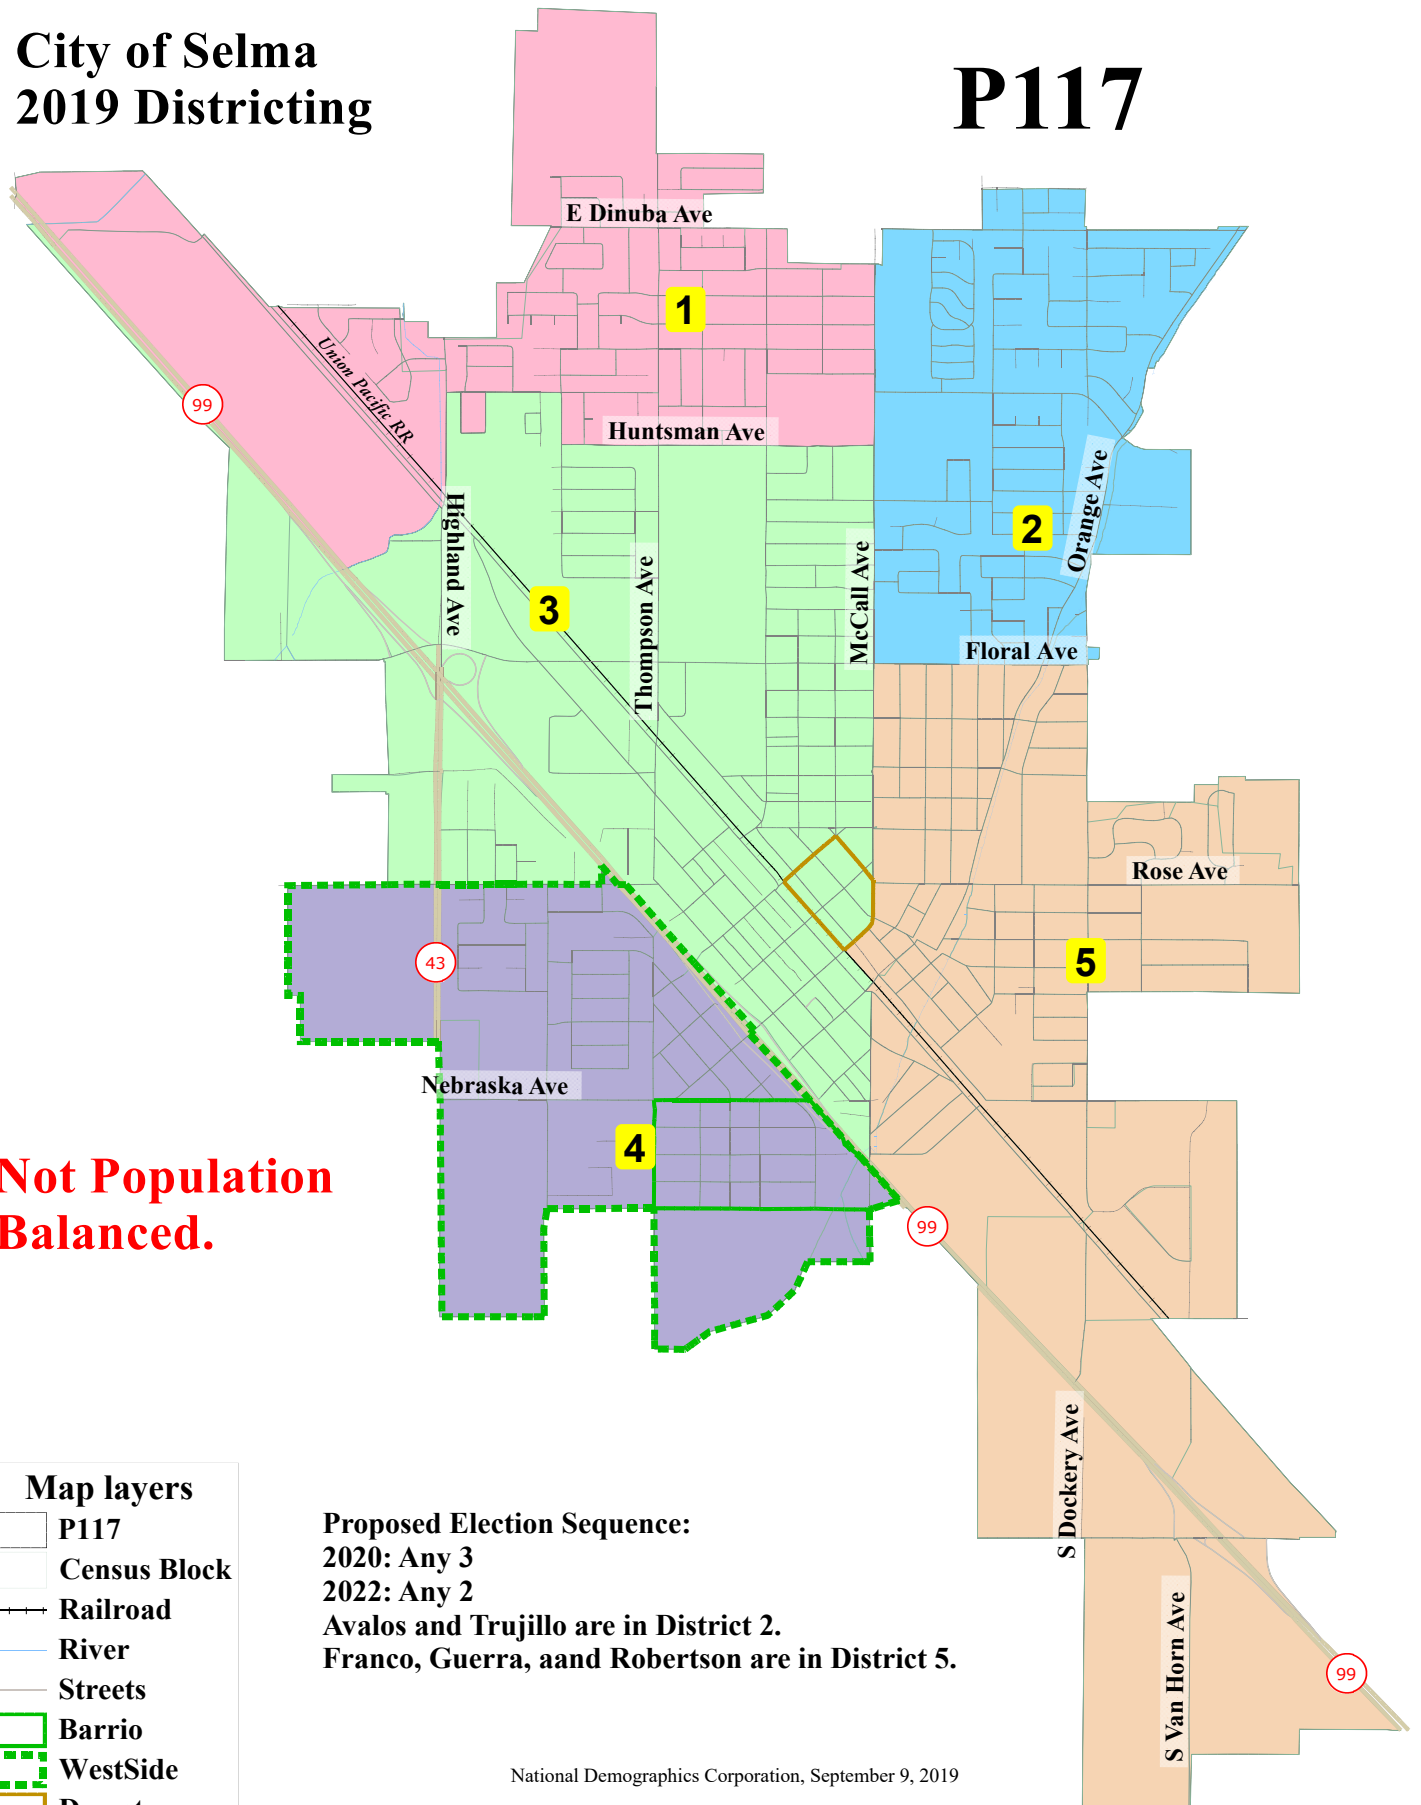 City of Selma
2019 Districting
P117
E Dinuba Ave
1
Union Pacific RR
99
Huntsman Ave
Highland Ave
Orange Ave
2
3
Thompson Ave
McCall Ave
Floral Ave
Rose Ave
43
5
Nebraska Ave
4
Not Population
Balanced.
99
S Dockery Ave
S Van Horn Ave
99
Map layers
P117
Census Block
Railroad
River
Streets
Barrio
WestSide
Proposed Election Sequence:
2020: Any 3
2022: Any 2
Avalos and Trujillo are in District 2.
Franco, Guerra, aand Robertson are in District 5.
National Demographics Corporation, September 9, 2019